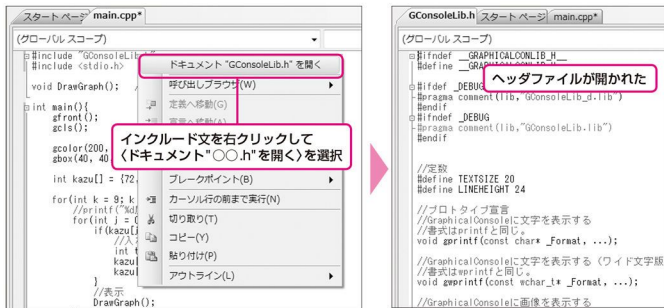 スタート ページ main.cpp*
(グローバル スコープ)
#include "GConsoleLib.h"
#include <stdio.h>
void DrawGraph();
int main(){
gfront();
gcls();
gcolor(200,
gbox(40, 40
int kazu[] = {72,
for(int k = 9; k
//printf("%d
for(int j = 0
if(kazu[j
//入
int t
kazu[
kazu[
}
//表示
DrawGraph();
ドキュメント "GConsoleLib.h" を開く
呼び出しブラウザ(W)
定義へ移動(G)
宣言へ移動(A)
インクルード文を右クリックして
〈ドキュメント"○○.h"を開く〉を選択
ブレークポイント(B)
カーソル行の前まで実行(N)
切り取り(T)
コピー(Y)
貼り付け(P)
アウトライン(L)
GConsoleLib.h スタート ページ main.cpp*
(グローバル スコープ)
#ifndef __GRAPHICALCONLIB_H__
#define __GRAPHICALCONLIB_H__
ヘッダファイルが開かれた
#ifdef _DEBUG
#pragma comment(lib,"GConsoleLib_d.lib")
#endif
#ifndef _DEBUG
#pragma comment(lib,"GConsoleLib.lib")
#endif
//定数
#define TEXTSIZE 20
#define LINEHEIGHT 24
//プロトタイプ宣言
//GraphicalConsoleに文字を表示する
//書式はprintfと同じ。
void gprintf(const char* _Format, ...);
//GraphicalConsoleに文字を表示する（ワイド文字版
//書式はwprintfと同じ。
void gwprintf(const wchar_t* _Format, ...);
//GraphicalConsoleに画像を表示する